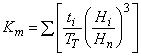 K_m = ∑ [ t_i / T_T ( H_i / H_n )^3 ]